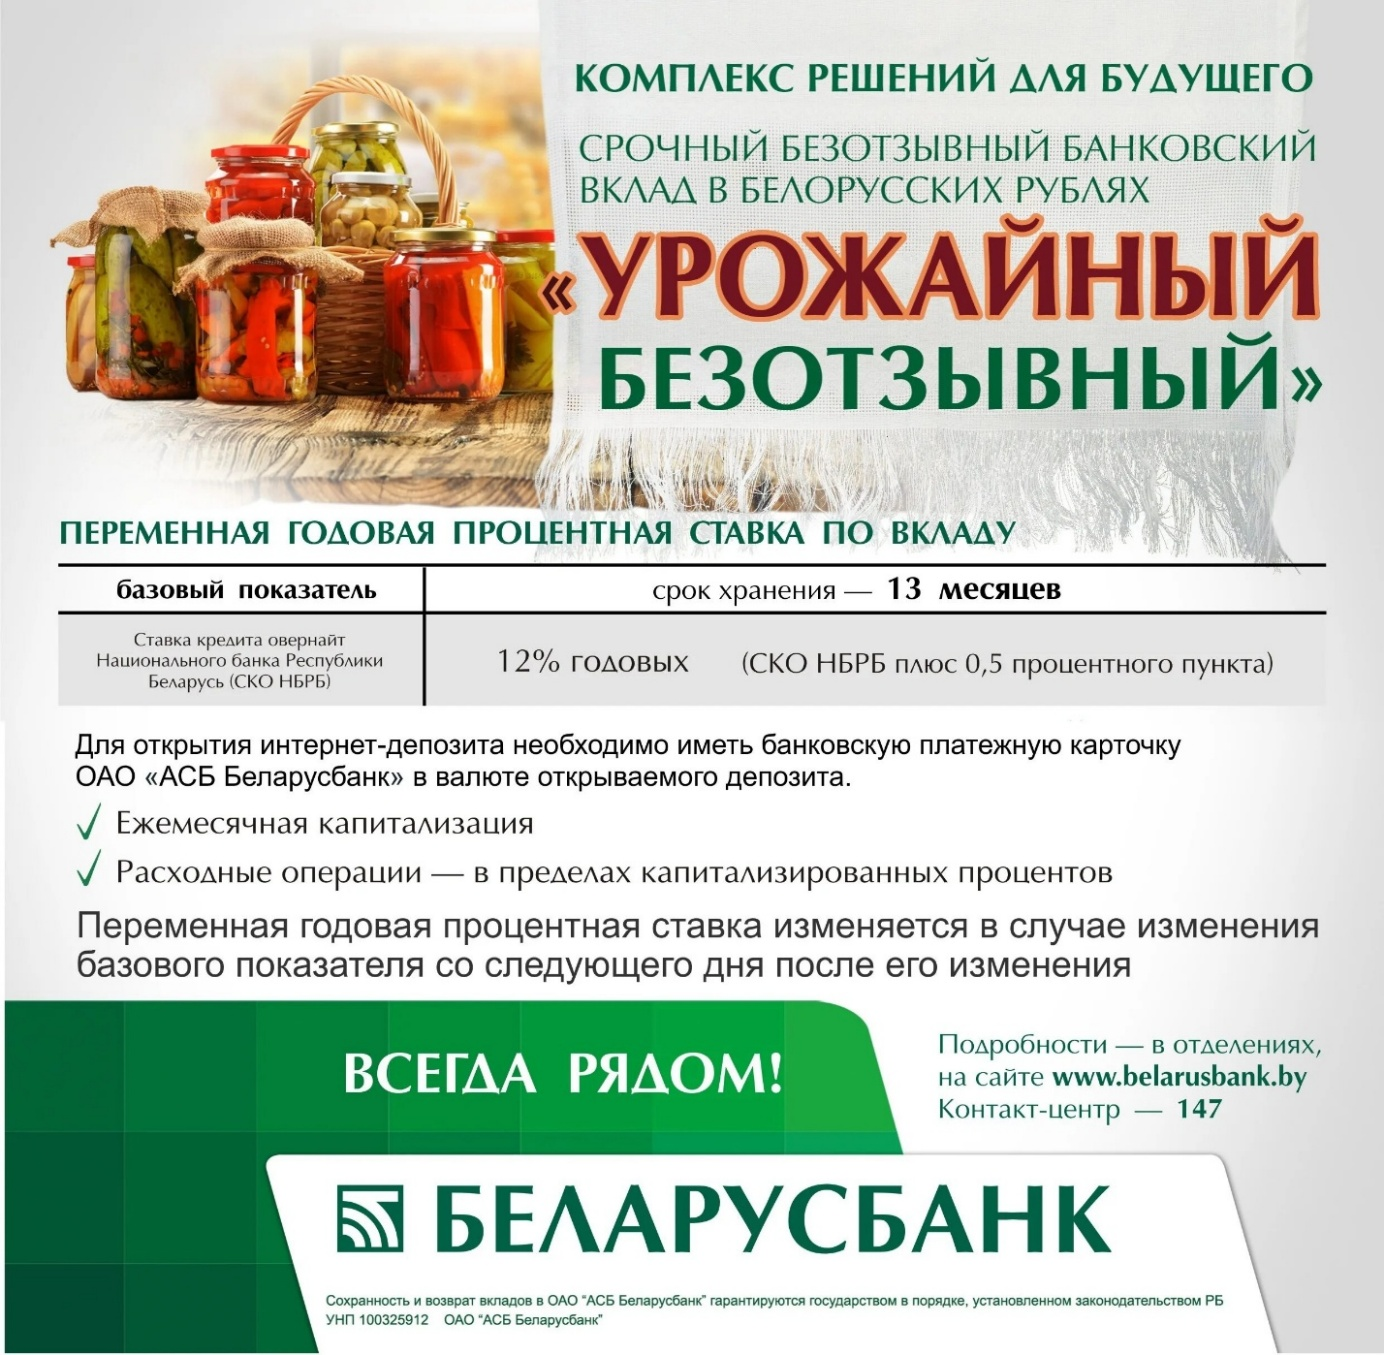 КОМПЛЕКС РЕШЕНИЙ ДЛЯ БУДУЩЕГО
СРОЧНЫЙ БЕЗОТЗЫВНЫЙ БАНКОВСКИЙ
ВКЛАД В БЕЛОРУССКИХ РУБЛЯХ
«УРОЖАЙНЫЙ
БЕЗОТЗЫВНЫЙ»
ПЕРЕМЕННАЯ ГОДОВАЯ ПРОЦЕНТНАЯ СТАВКА ПО ВКЛАДУ
базовый показатель
срок хранения — 13 месяцев
Ставка кредита овернайт
Национального банка Республики
Беларусь (СКО НБРБ)
12% годовых (СКО НБРБ плюс 0,5 процентного пункта)
Для открытия интернет-депозита необходимо иметь банковскую платежную карточку
ОАО «АСБ Беларусбанк» в валюте открываемого депозита.
✓ Ежемесячная капитализация
✓ Расходные операции — в пределах капитализированных процентов
Переменная годовая процентная ставка изменяется в случае изменения
базового показателя со следующего дня после его изменения
ВСЕГДА РЯДОМ!
Подробности — в отделениях,
на сайте www.belarusbank.by
Контакт-центр — 147
БЕЛАРУСБАНК
Сохранность и возврат вкладов в ОАО "АСБ Беларусбанк" гарантируются государством в порядке, установленном законодательством РБ
УНП 100325912 ОАО "АСБ Беларусбанк"